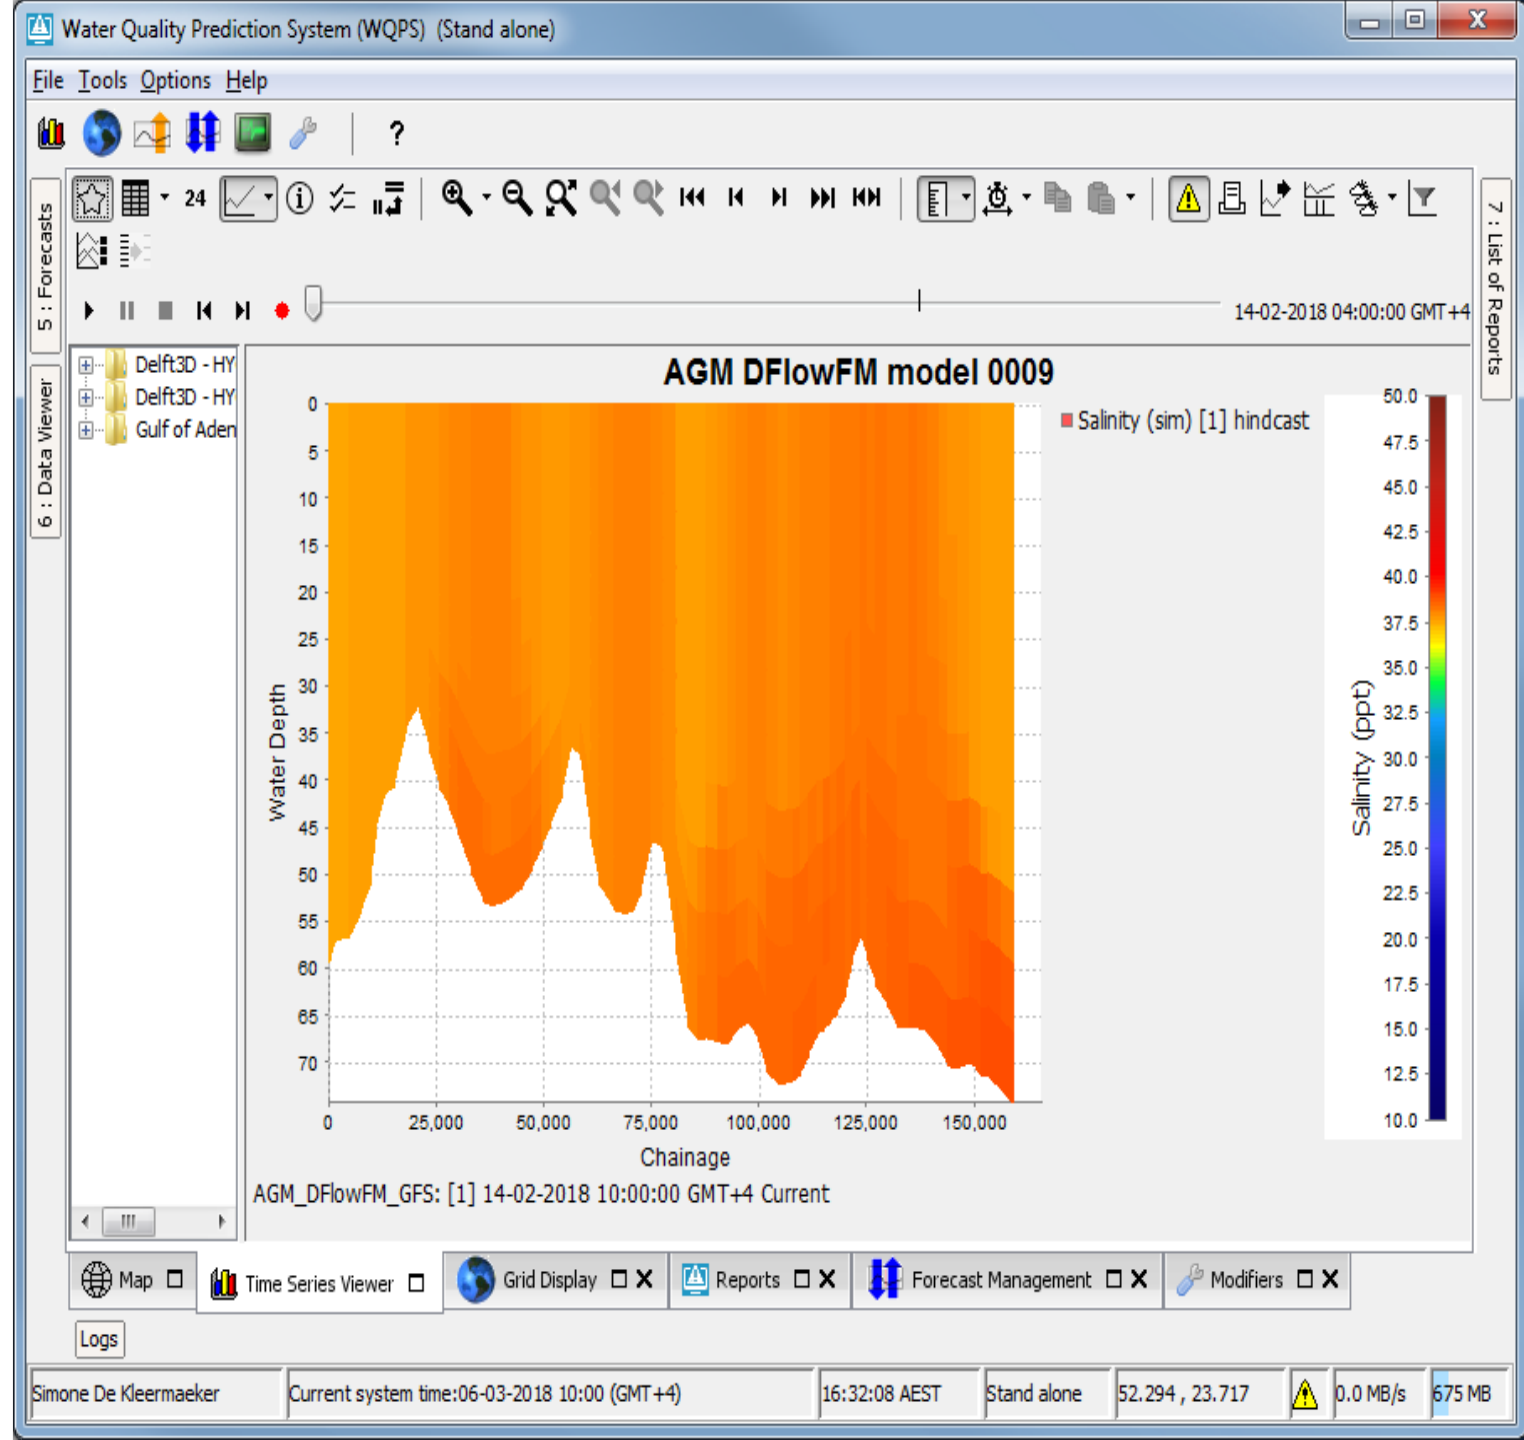 Water Quality Prediction System (WQPS) (Stand alone)
File Tools Options Help
?
24
14-02-2018 04:00:00 GMT+4
5 : Forecasts
6 : Data Viewer
7 : List of Reports
Delft3D - HY
Delft3D - HY
Gulf of Aden
AGM DFlowFM model 0009
Salinity (sim) [1] hindcast
Water Depth
0
5
10
15
20
25
30
35
40
45
50
55
60
65
70
0 25,000 50,000 75,000 100,000 125,000 150,000
Chainage
Salinity (ppt)
50.0
47.5
45.0
42.5
40.0
37.5
35.0
32.5
30.0
27.5
25.0
22.5
20.0
17.5
15.0
12.5
10.0
AGM_DFlowFM_GFS: [1] 14-02-2018 10:00:00 GMT+4 Current
Map Time Series Viewer Grid Display Reports Forecast Management Modifiers
Logs
Simone De Kleermaeker Current system time:06-03-2018 10:00 (GMT+4) 16:32:08 AEST Stand alone 52.294 , 23.717 0.0 MB/s 675 MB